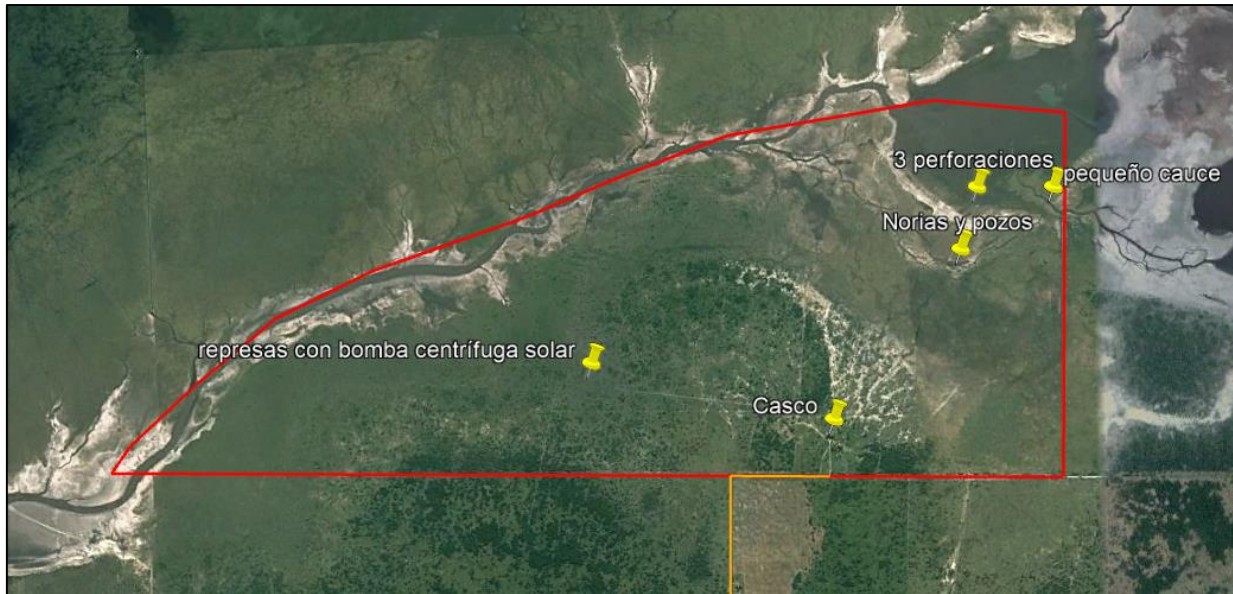 3 perforaciones
pequeño cauce
Norias y pozos
represas con bomba centrífuga solar
Casco